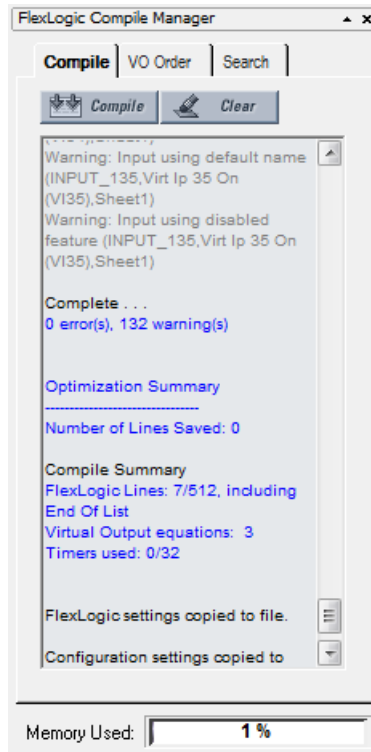 FlexLogic Compile Manager
Compile VO Order Search
Compile Clear
(VI34),Sheet1)
Warning: Input using default name
(INPUT_135,Virt Ip 35 On
(VI35),Sheet1)
Warning: Input using disabled
feature (INPUT_135,Virt Ip 35 On
(VI35),Sheet1)
Complete . . .
0 error(s), 132 warning(s)
Optimization Summary
--------------------------------
Number of Lines Saved: 0
Compile Summary
FlexLogic Lines: 7/512, including
End Of List
Virtual Output equations: 3
Timers used: 0/32
FlexLogic settings copied to file.
Configuration settings copied to
Memory Used: 1 %